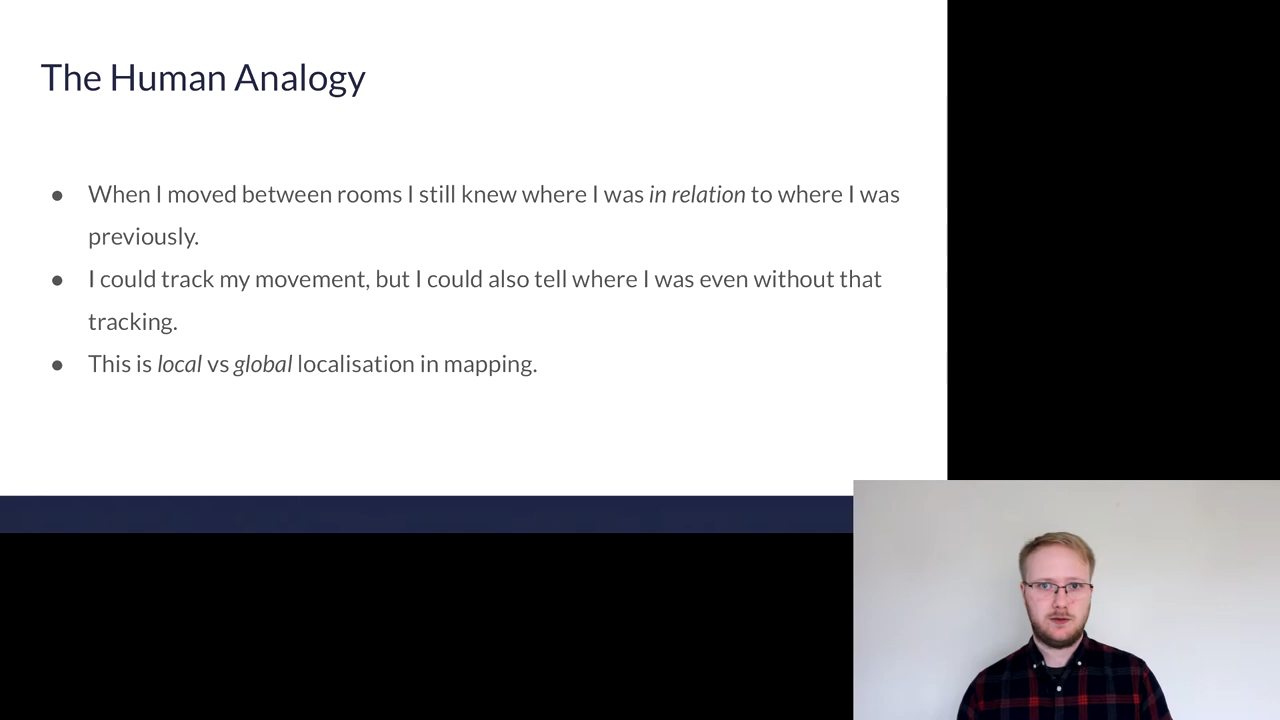 The Human Analogy
● When I moved between rooms I still knew where I was in relation to where I was
previously.
● I could track my movement, but I could also tell where I was even without that
tracking.
● This is local vs global localisation in mapping.